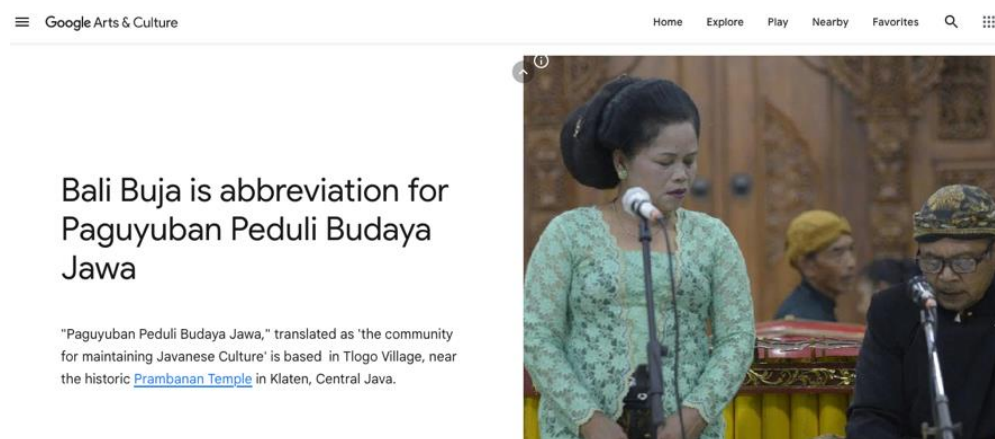 Google Arts & Culture
Home Explore Play Nearby Favorites
Bali Buja is abbreviation for
Paguyuban Peduli Budaya
Jawa
"Paguyuban Peduli Budaya Jawa," translated as 'the community
for maintaining Javanese Culture' is based in Tlogo Village, near
the historic Prambanan Temple in Klaten, Central Java.